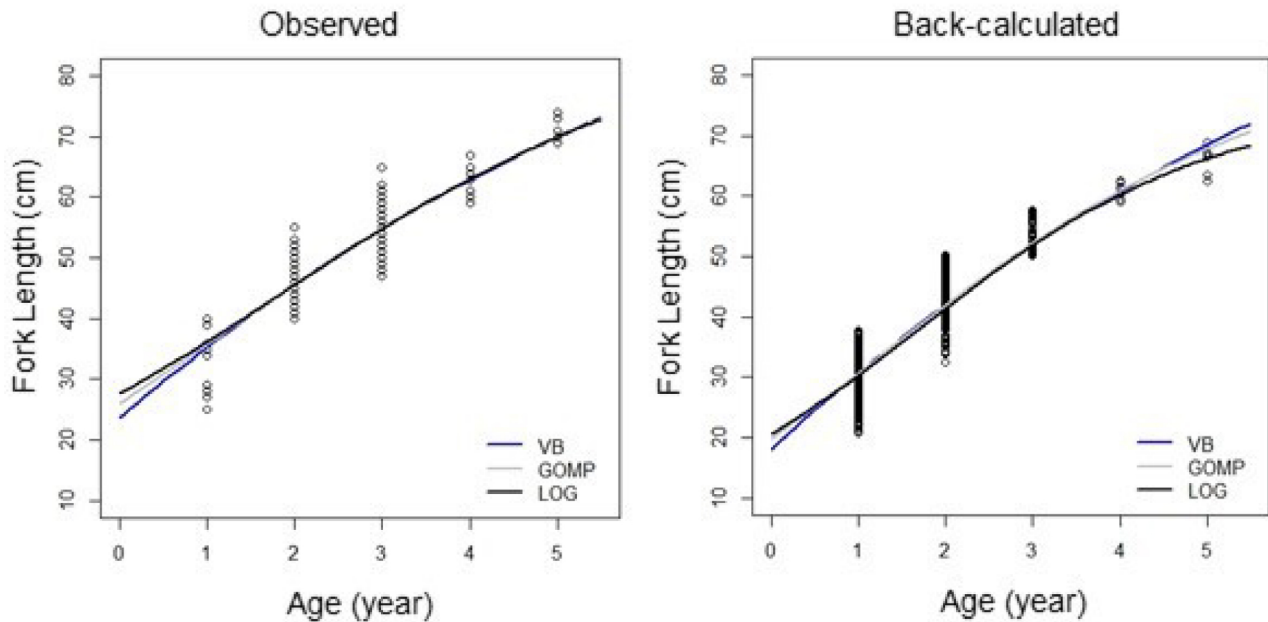 Observed
Fork Length (cm)
80
70
60
50
40
30
20
10
0 1 2 3 4 5
Age (year)
VB
GOMP
LOG
Back-calculated
Fork Length (cm)
80
70
60
50
40
30
20
10
0 1 2 3 4 5
Age (year)
VB
GOMP
LOG